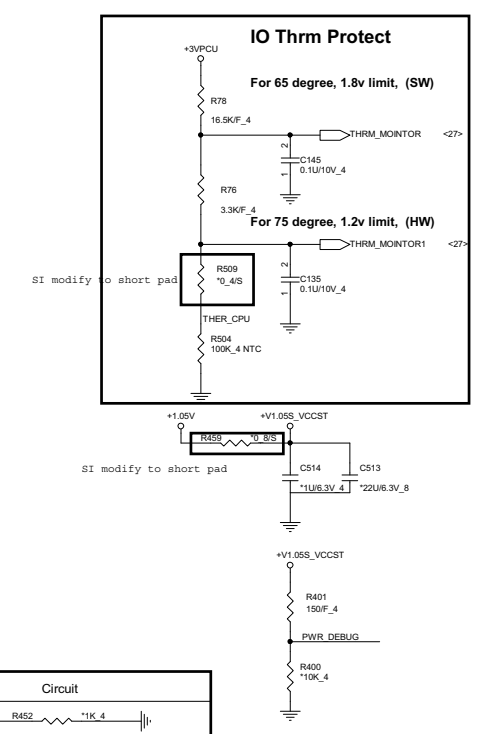 IO Thrm Protect
+3VPCU
For 65 degree, 1.8v limit, (SW)
R78
16.5K/F_4
THRM_MOINTOR <27>
2
C145
1
0.1U/10V_4
R76
3.3K/F_4
For 75 degree, 1.2v limit, (HW)
THRM_MOINTOR1 <27>
2
R509
*0_4/S
C135
1
0.1U/10V_4
SI modify to short pad
THER_CPU
R504
100K_4 NTC
+1.05V
+V1.05S_VCCST
R459
*0_8/S
SI modify to short pad
C514
*1U/6.3V_4
C513
*22U/6.3V_8
+V1.05S_VCCST
R401
150/F_4
PWR_DEBUG
R400
*10K_4
Circuit
R452
*1K_4